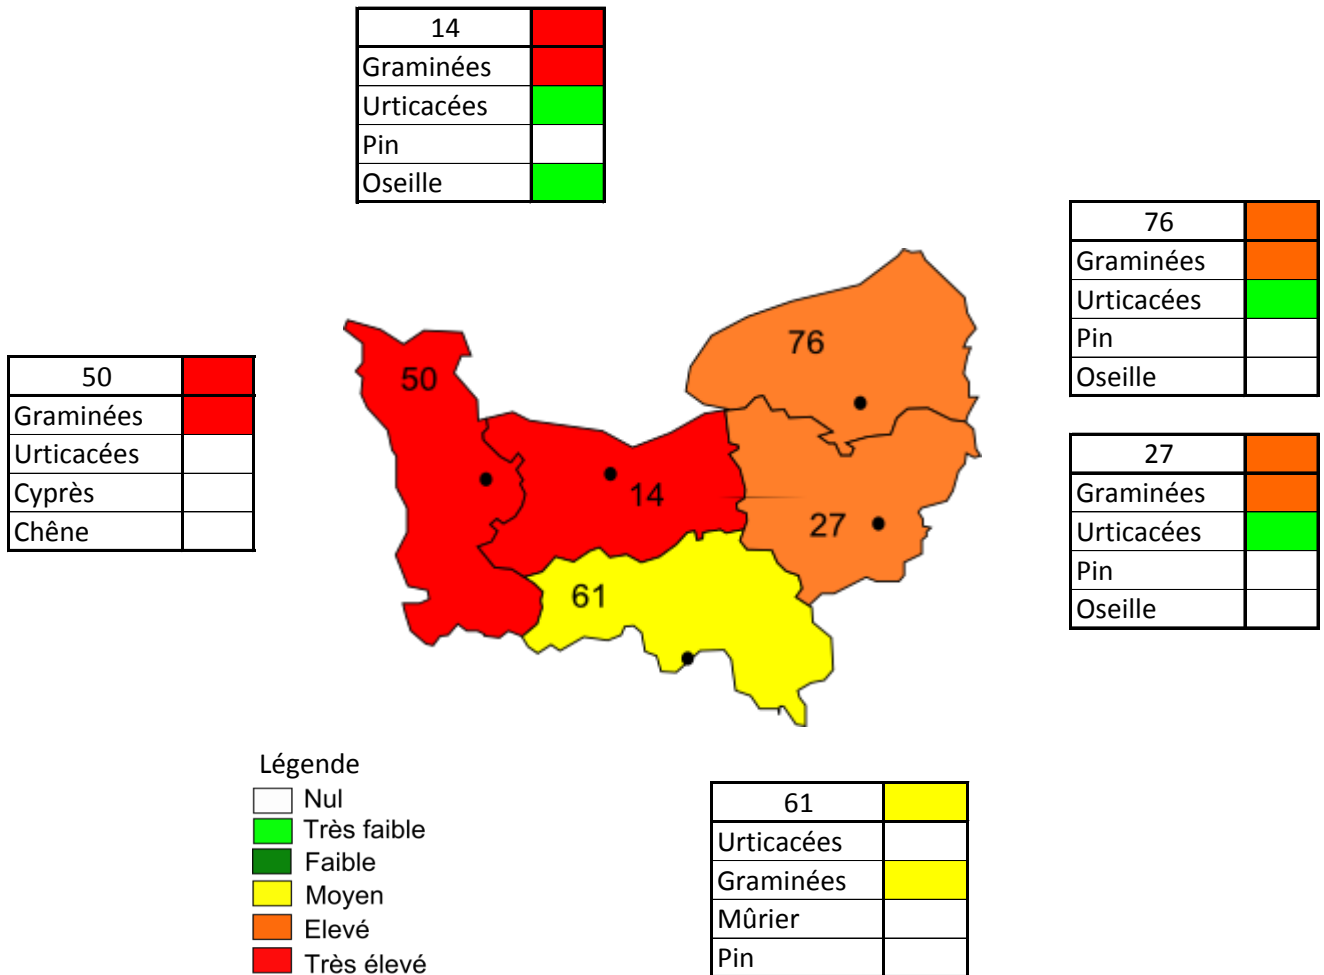 14
Graminées
Urticacées
Pin
Oseille
76
Graminées
Urticacées
Pin
Oseille
50
Graminées
Urticacées
Cyprès
Chêne
27
Graminées
Urticacées
Pin
Oseille
76
50
14
27
61
Légende
Nul
Très faible
Faible
Moyen
Elevé
Très élevé
61
Urticacées
Graminées
Mûrier
Pin